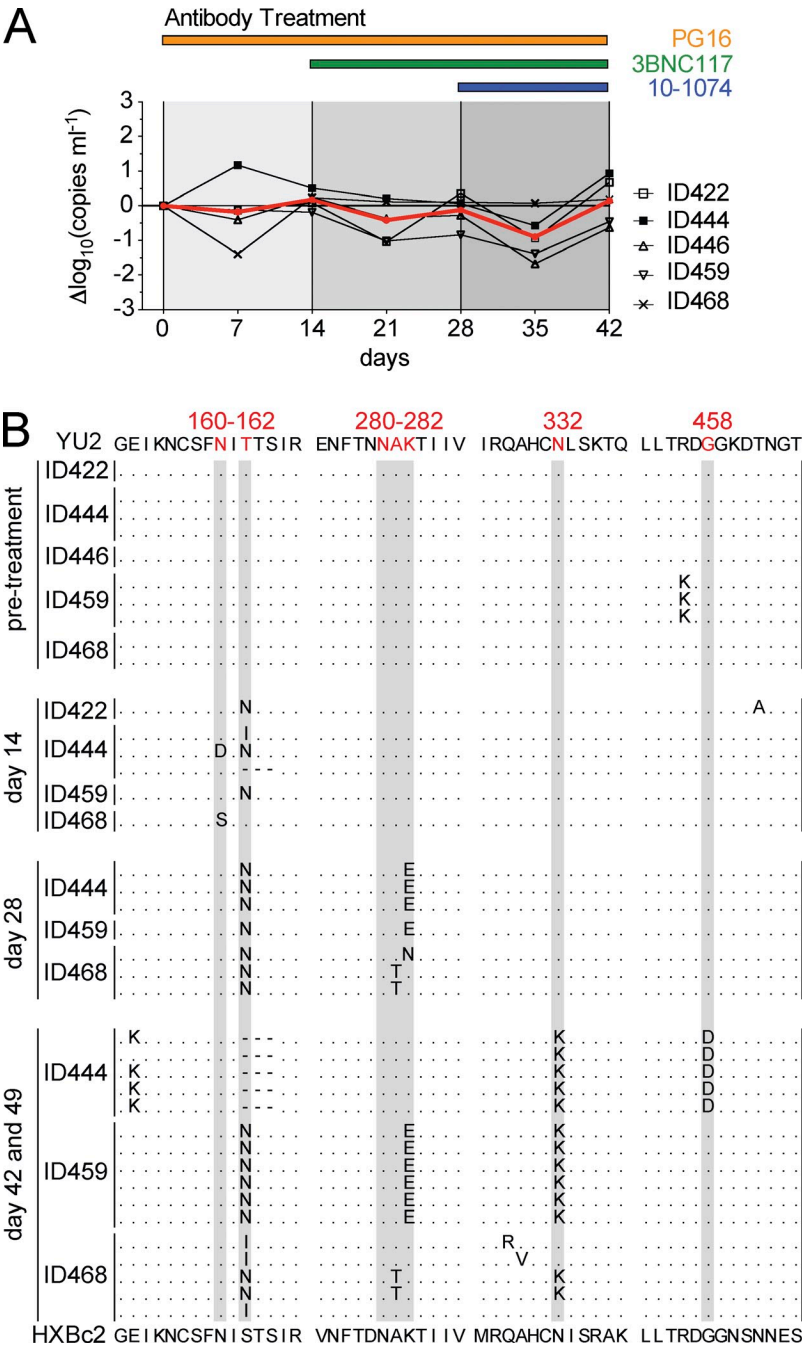 A
Antibody Treatment
PG16
3BNC117
10-1074
3
2
1
0
-1
-2
-3
Δlog10(copies ml-1)
0 7 14 21 28 35 42
days
ID422
ID444
ID446
ID459
ID468
B
160-162 280-282 332 458
YU2 GEIKNCSFNITTSIR ENFTNNAKTIIV IRQAHCNLSKTQ LLTRDGGKDTNGT
pre-treatment
ID422
ID444
ID446
ID459
K
K
K
ID468
day 14
ID422 N A
I
ID444 D N
- - -
ID459 N
ID468 S
day 28
N E
ID444 N E
N E
ID459 N E
N N
ID468 N T
N T
day 42 and 49
K - - - K D
- - - K D
ID444 K - - - K D
K - - - K D
K - - - K D
N E K
N E K
N E K
ID459 N E K
N E K
N E K
I R
I V
ID468 N T K
N T K
I
HXBc2 GEIKNCSFNISTSIR VNFTDNAKTIIV MRQAHCNISRAK LLTRDGGNSNNES